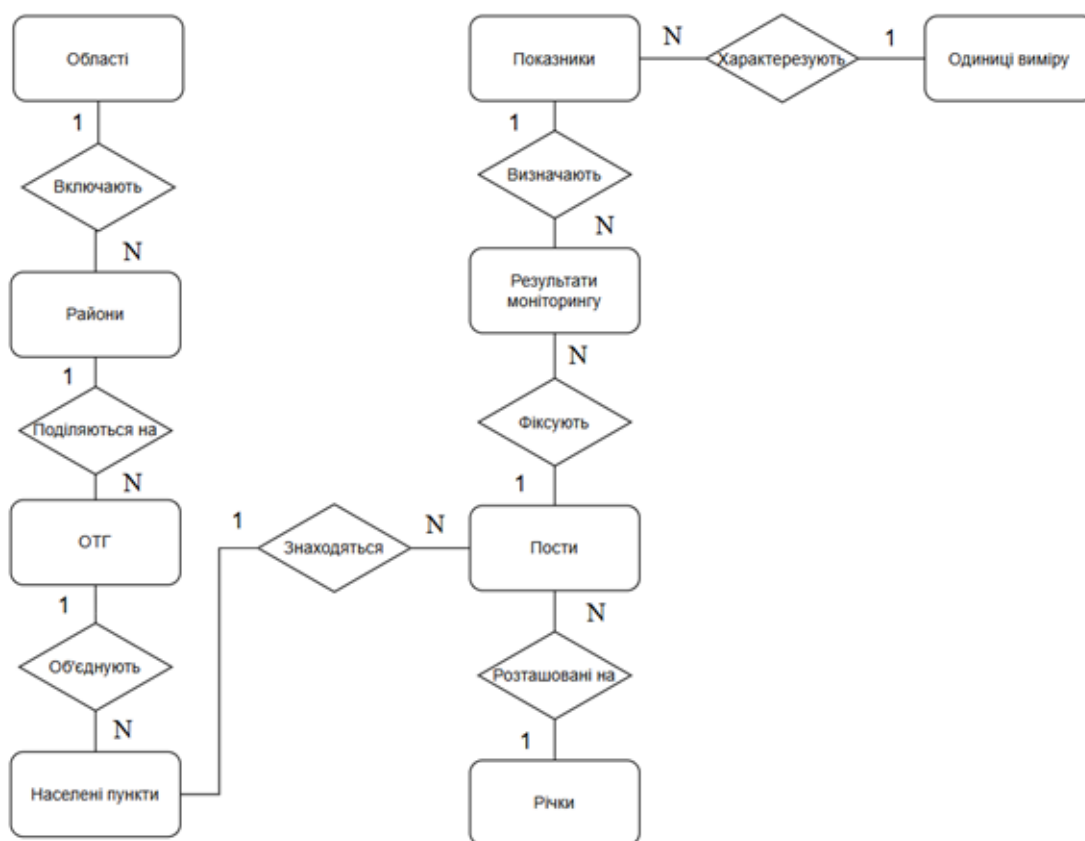 Області
1
Включають
N
Райони
1
Поділяються на
N
ОТГ
1
Об'єднують
N
Населені пункти
1
Знаходяться
N
Показники
N
Характерезують
1
Одиниці виміру
1
Визначають
N
Результати
моніторингу
N
Фіксують
1
Пости
N
Розташовані на
1
Річки